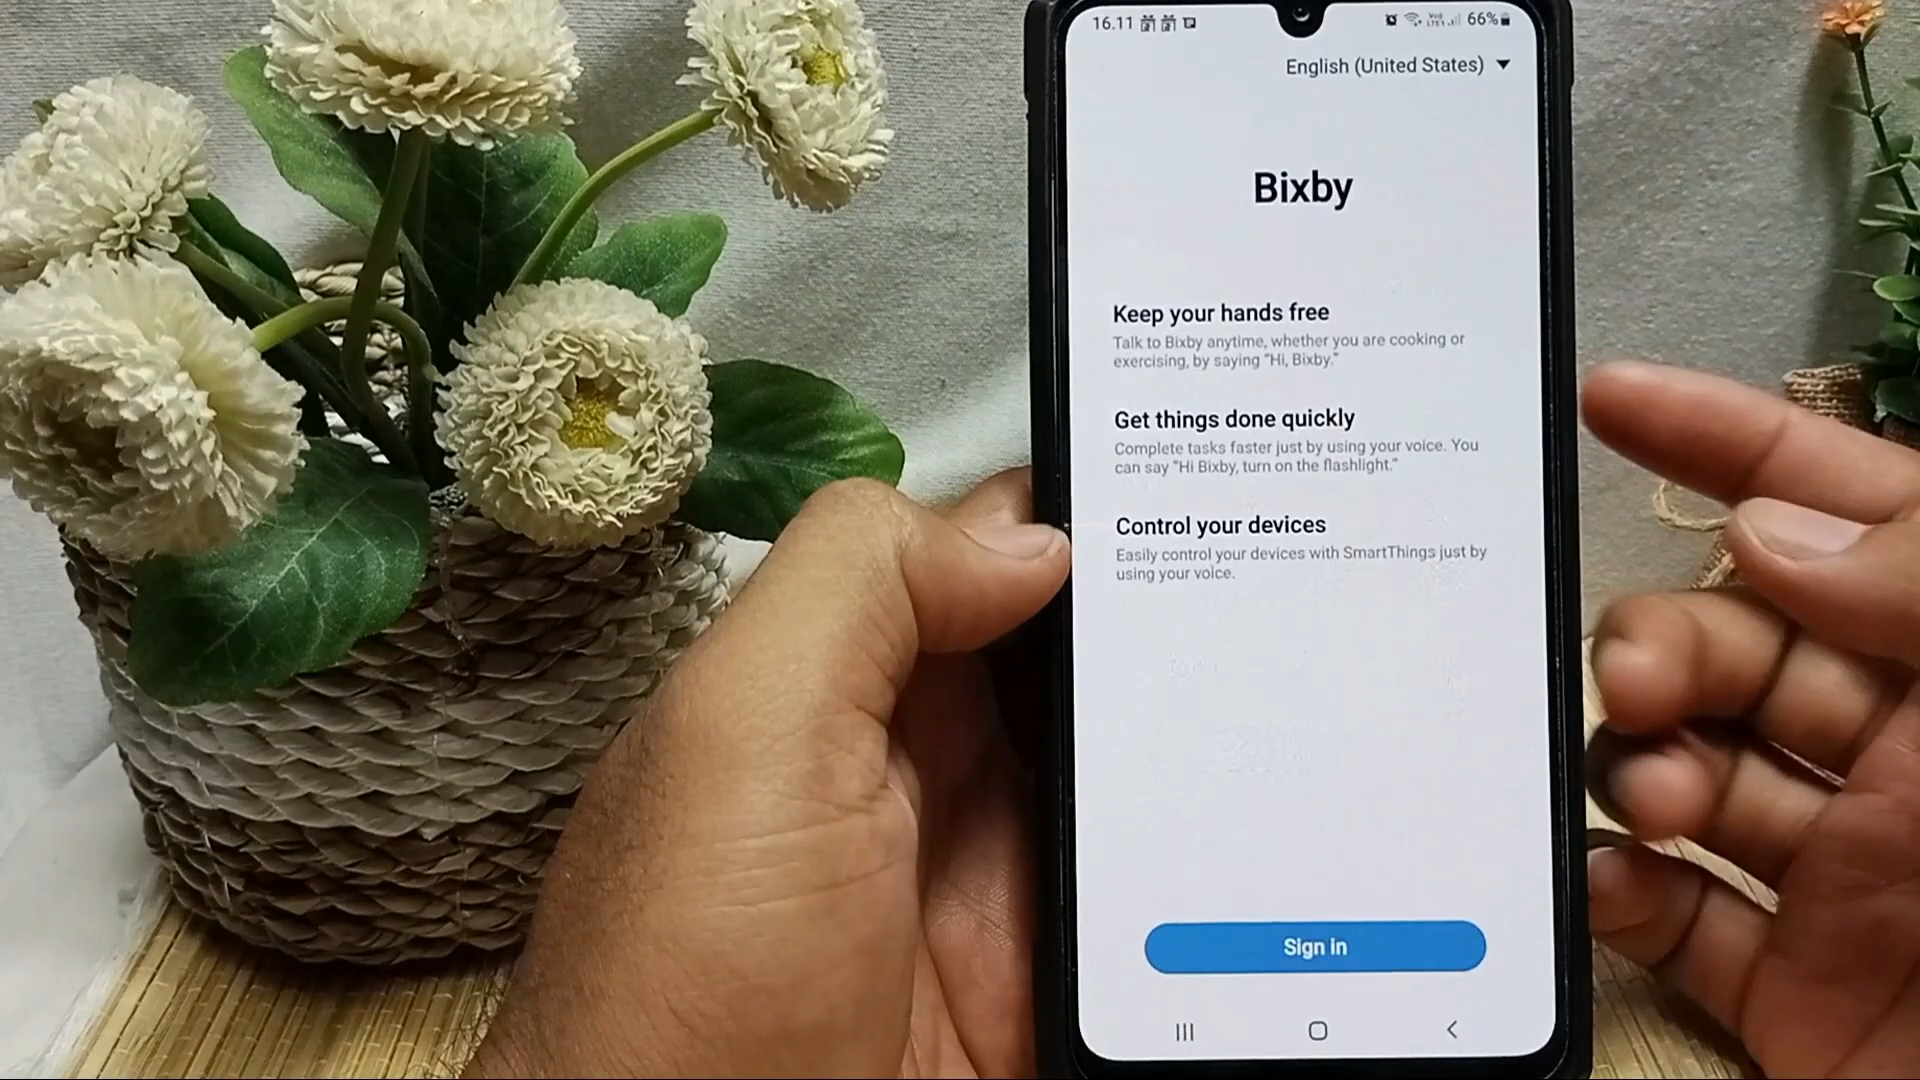 16.11
66%
English (United States)
Bixby
Keep your hands free
Talk to Bixby anytime, whether you are cooking or
exercising, by saying “Hi, Bixby.”
Get things done quickly
Complete tasks faster just by using your voice. You
can say “Hi Bixby, turn on the flashlight.”
Control your devices
Easily control your devices with SmartThings just by
using your voice.
Sign in